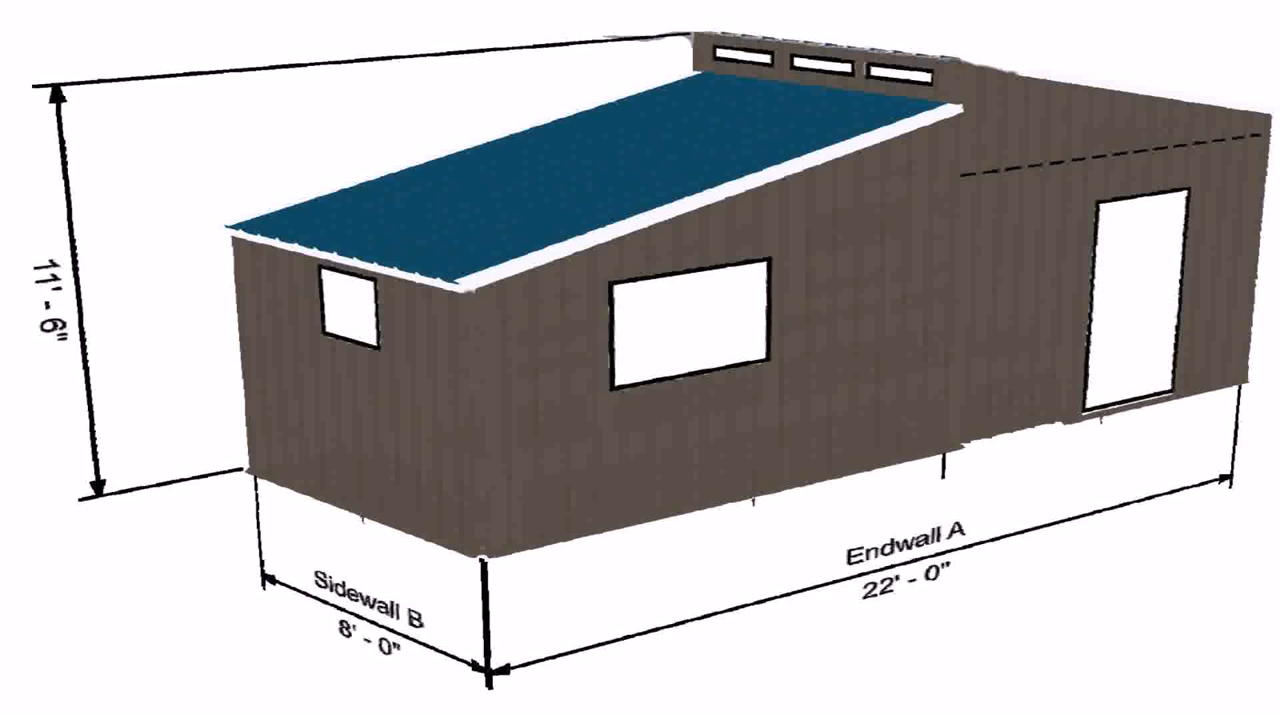 11' - 6"
Sidewall B
8' - 0"
Endwall A
22' - 0"